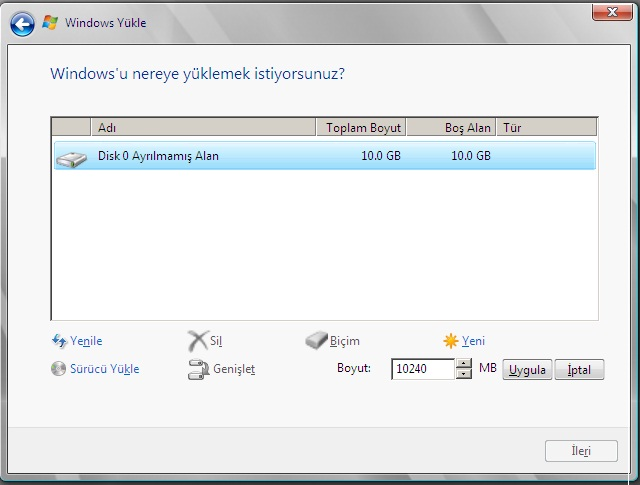 Windows Yükle
Windows'u nereye yüklemek istiyorsunuz?
Adı Toplam Boyut Boş Alan Tür
Disk 0 Ayrılmamış Alan 10.0 GB 10.0 GB
Yenile Sil Biçim Yeni
Sürücü Yükle Genişlet Boyut: 10240 MB Uygula İptal
İleri